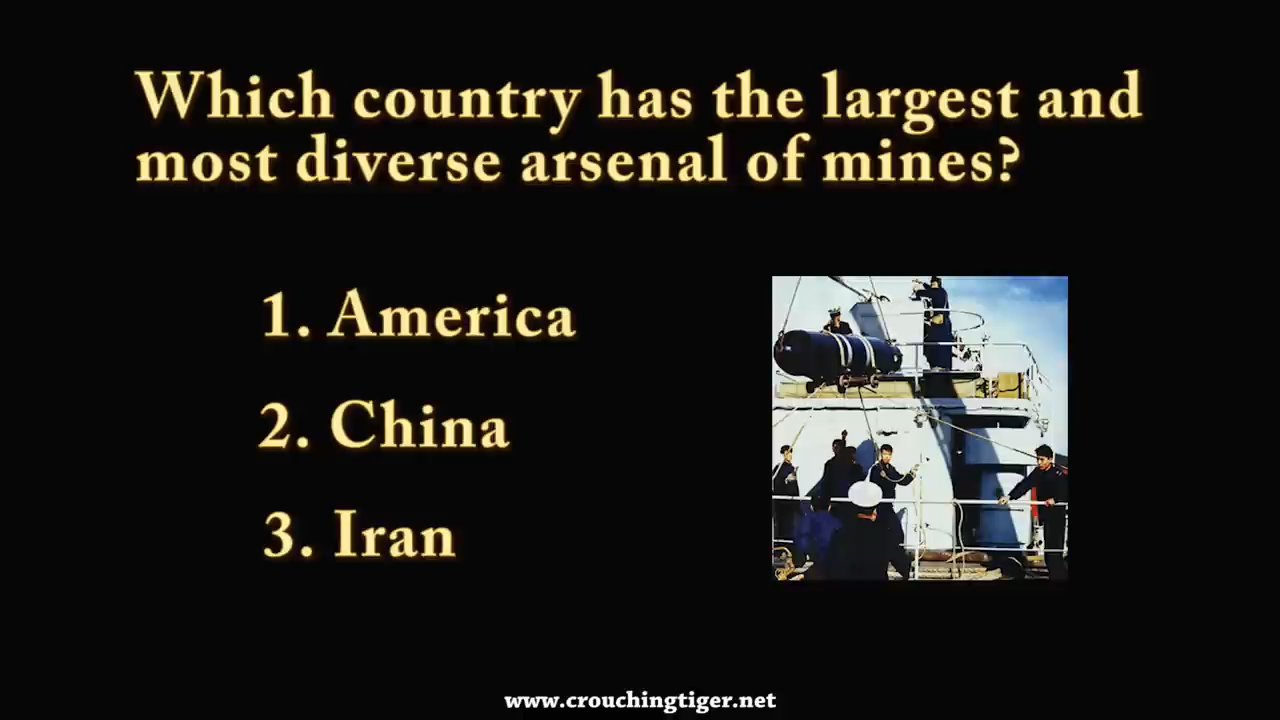 Which country has the largest and
most diverse arsenal of mines?
1. America
2. China
3. Iran
www.crouchingtiger.net